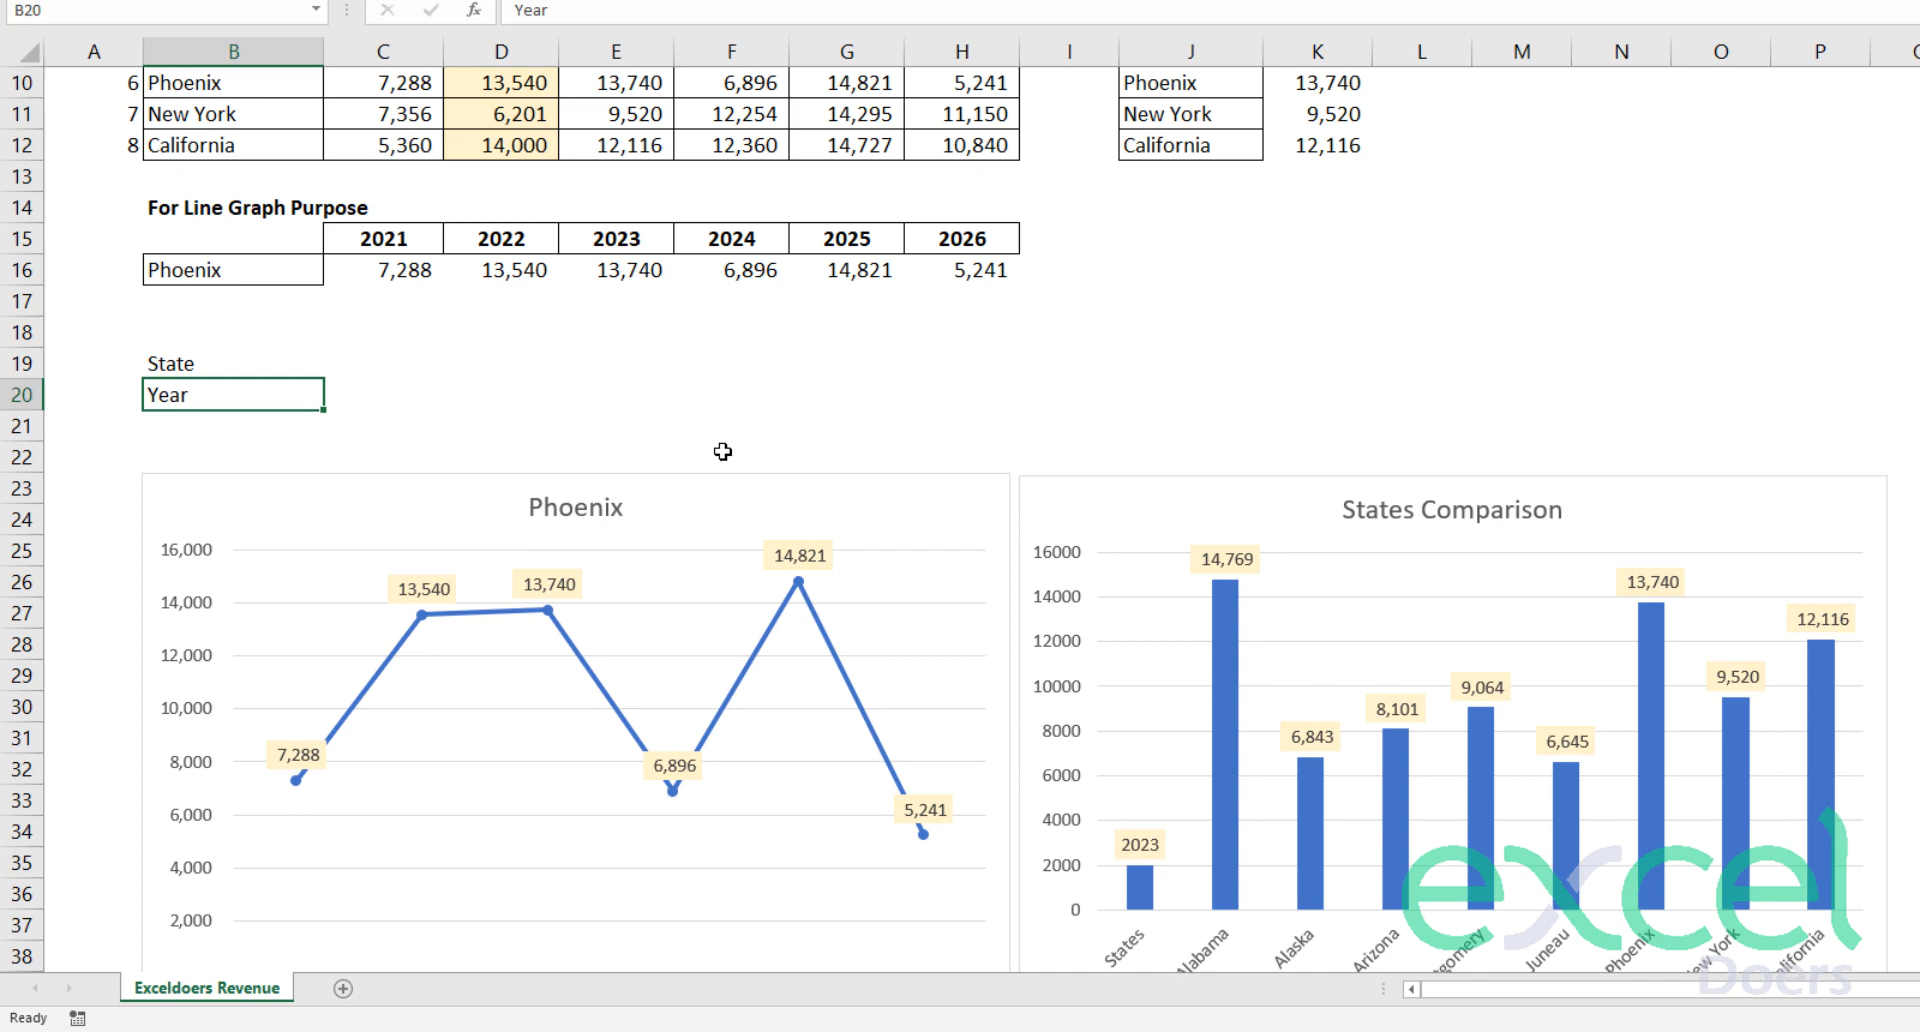 B20 fx Year
A B C D E F G H I J K L M N O P
10 6 Phoenix 7,288 13,540 13,740 6,896 14,821 5,241 Phoenix 13,740
11 7 New York 7,356 6,201 9,520 12,254 14,295 11,150 New York 9,520
12 8 California 5,360 14,000 12,116 12,360 14,727 10,840 California 12,116
13
14 For Line Graph Purpose
15 2021 2022 2023 2024 2025 2026
16 Phoenix 7,288 13,540 13,740 6,896 14,821 5,241
17
18
19 State
20 Year
21
22
23
24
25
26
27
28
29
30
31
32
33
34
35
36
37
38
Phoenix
16,000
14,000
12,000
10,000
8,000
6,000
4,000
2,000
7,288
13,540
13,740
6,896
14,821
5,241
States Comparison
16000
14000
12000
10000
8000
6000
4000
2000
0
2023
14,769
6,843
8,101
9,064
6,645
13,740
9,520
12,116
States
Alabama
Alaska
Arizona
gomery
Juneau
Phoenix
ew York
alifornia
excel
Doers
Exceldoers Revenue
Ready